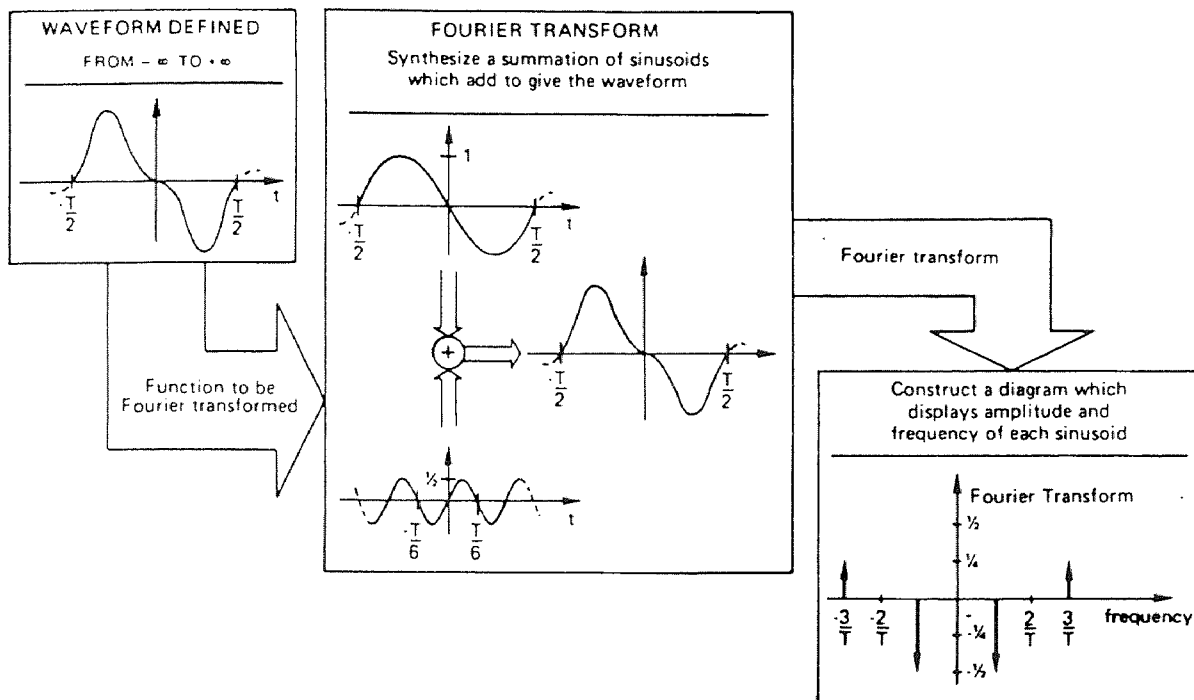 WAVEFORM DEFINED
FROM - ∞ TO + ∞
-T/2
T/2
t
Function to be
Fourier transformed
FOURIER TRANSFORM
Synthesize a summation of sinusoids
which add to give the waveform
1
-T/2
T/2
t
+
-T/2
T/2
½
-T/6
T/6
t
Fourier transform
Construct a diagram which
displays amplitude and
frequency of each sinusoid
Fourier Transform
½
¼
-3/T
-2/T
2/T
3/T
frequency
-¼
-½